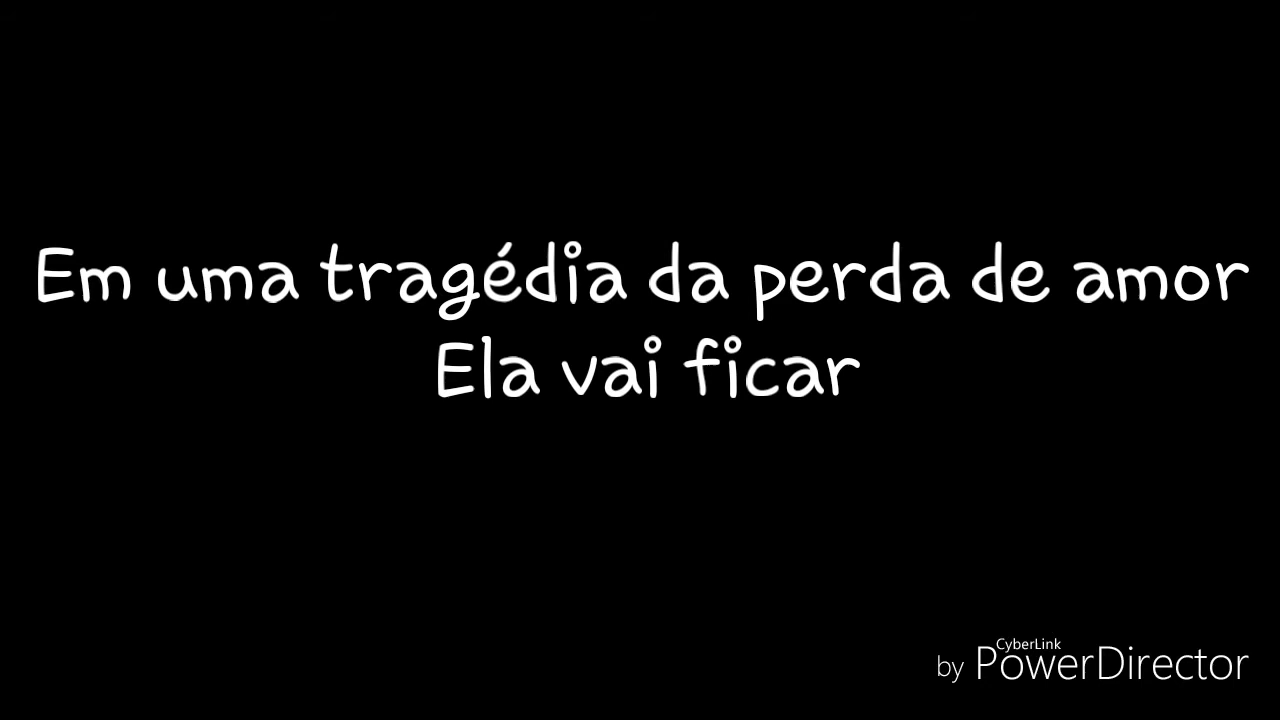 Em uma tragédia da perda de amor
Ela vai ficar
by CyberLink PowerDirector